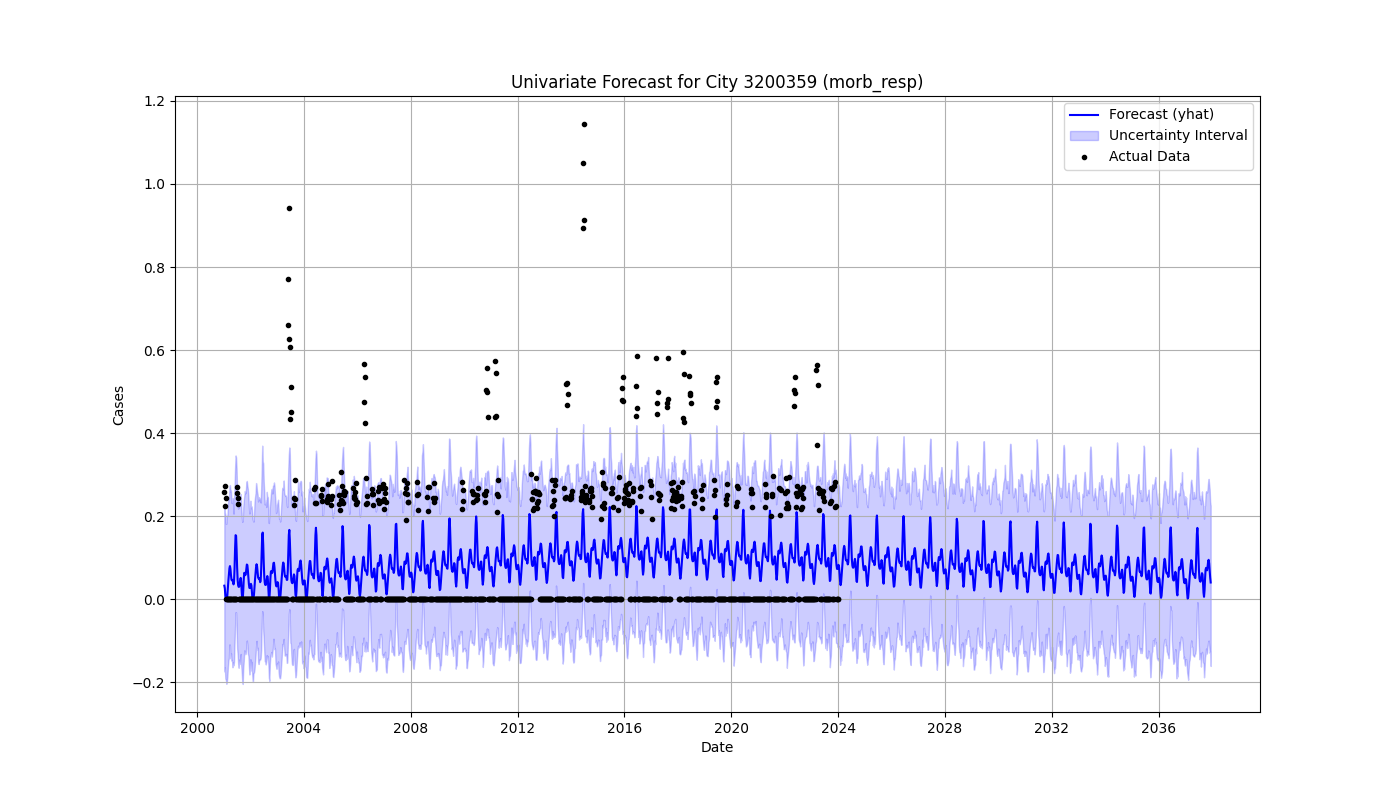 Univariate Forecast for City 3200359 (morb_resp)
Forecast (yhat)
Uncertainty Interval
Actual Data
Cases
1.2
1.0
0.8
0.6
0.4
0.2
0.0
−0.2
2000 2004 2008 2012 2016 2020 2024 2028 2032 2036
Date